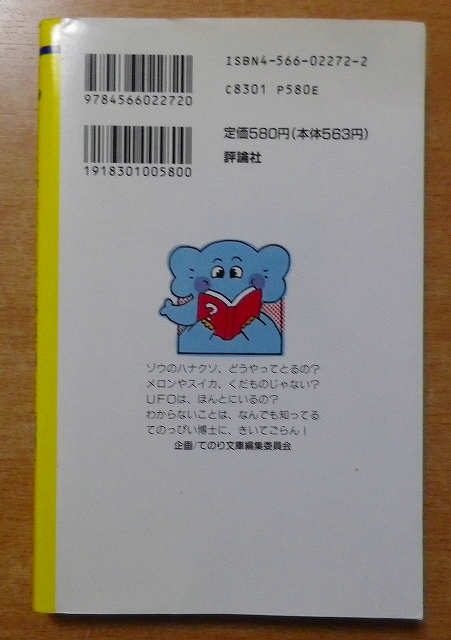 ISBN4-566-02272-2
9784566022720
C8301 P580E
定価580円(本体563円)
1918301005800
評論社
?
ゾウのハナクソ、どうやってとるの?
メロンやスイカ、くだものじゃない?
UFOは、ほんとにいるの?
わからないことは、なんでも知ってる
てのっぴい博士に、きいてごらん!
企画/てのり文庫編集委員会